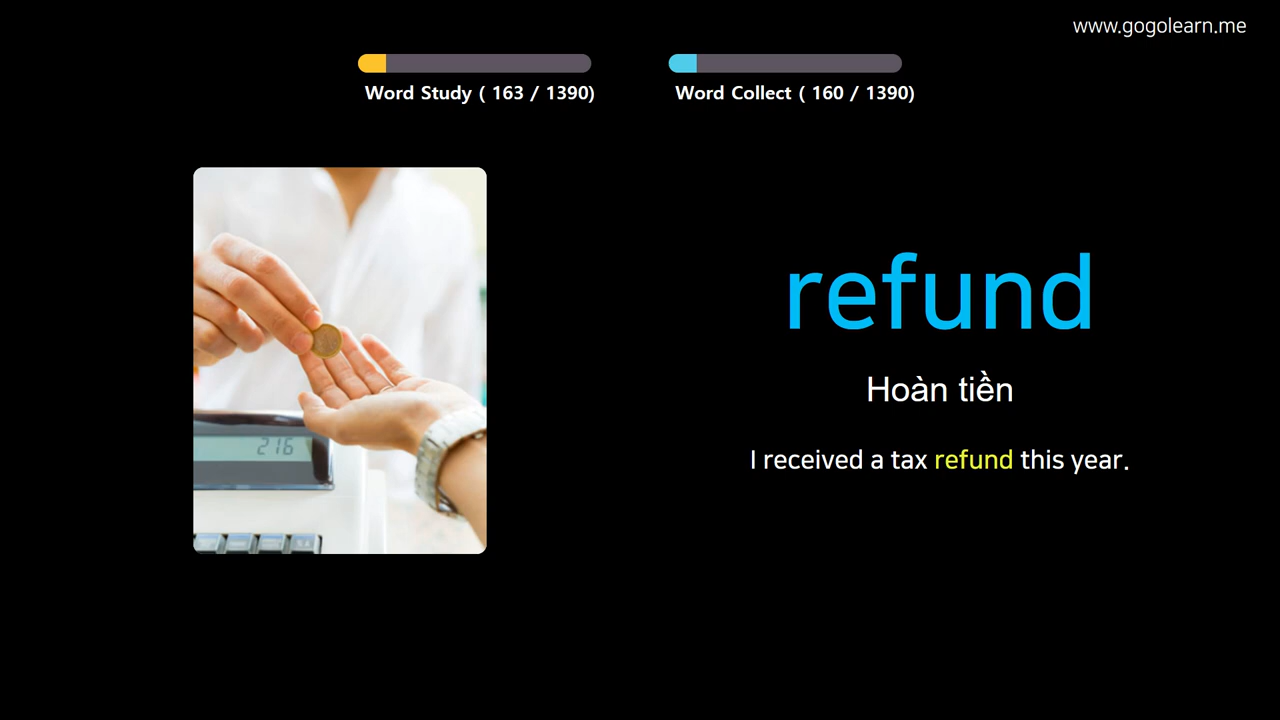 www.gogolearn.me
Word Study ( 163 / 1390)
Word Collect ( 160 / 1390)
refund
Hoàn tiền
I received a tax refund this year.
216